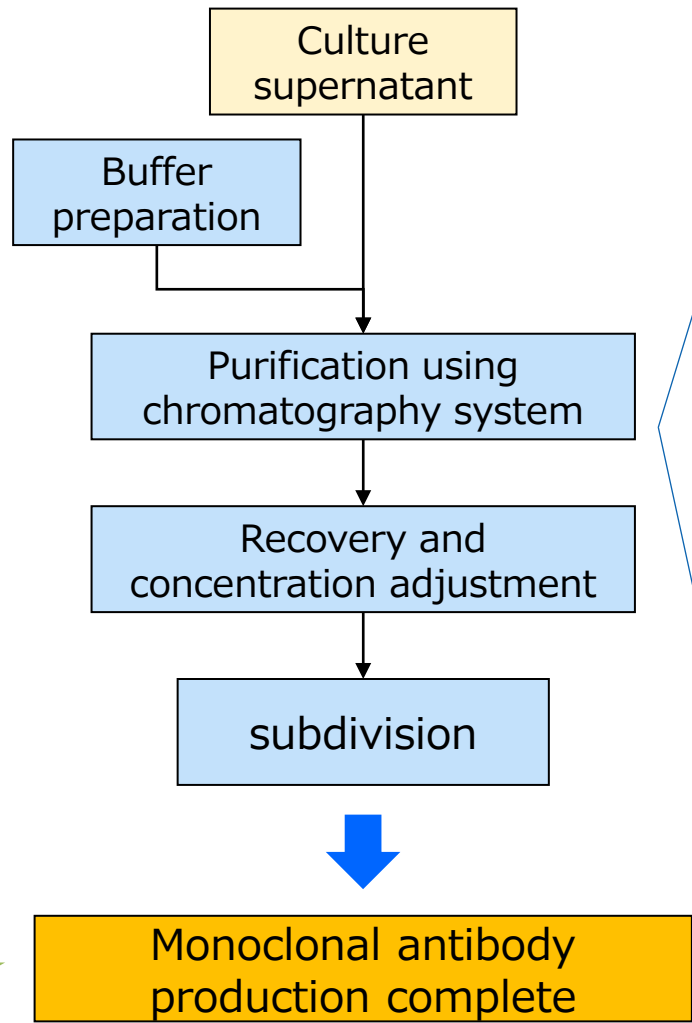 Culture
supernatant
Buffer
preparation
Purification using
chromatography system
Recovery and
concentration adjustment
subdivision
Monoclonal antibody
production complete